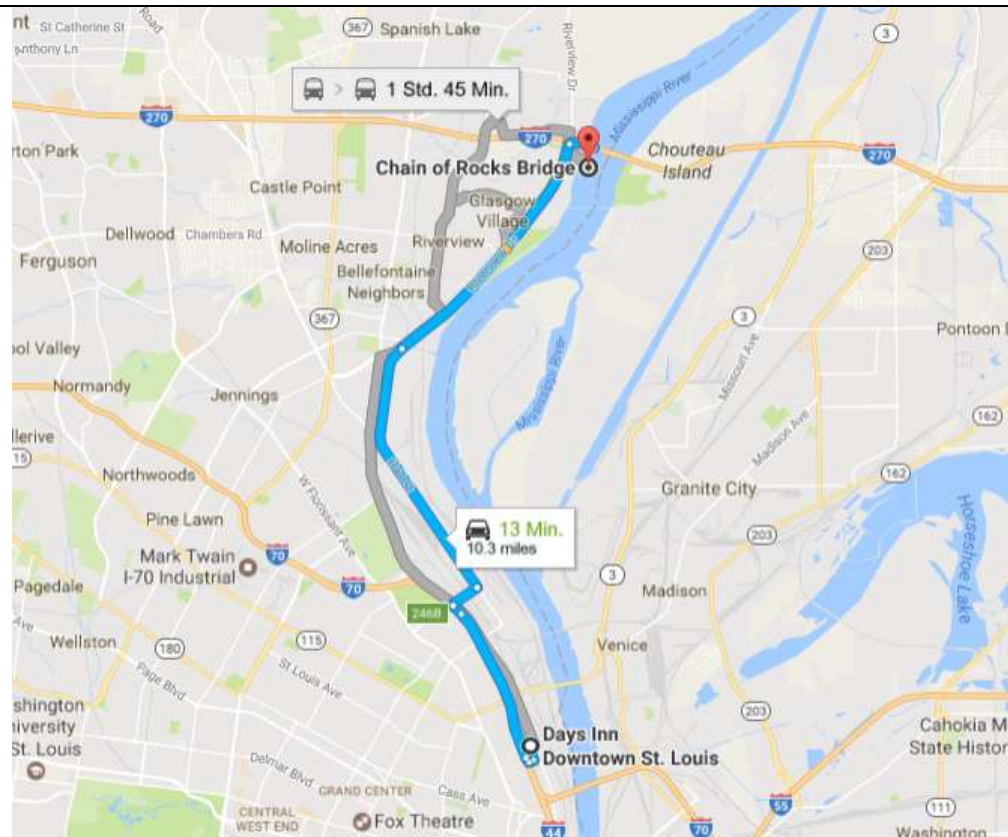 nt
St Catherine St
Anthony Ln
Road
367
Spanish Lake
Riverview Dr
3
Mississippi River
1 Std. 45 Min.
270
270
rton Park
Chain of Rocks Bridge
Chouteau
Island
270
Castle Point
Glasgow
Village
Dellwood
Chambers Rd
Moline Acres
Riverview
203
Ferguson
Bellefontaine
Neighbors
367
3
ool Valley
Missouri Ave
Pontoon
Normandy
Jennings
Mississippi River
Madison Ave
162
llerive
15
W Florissant Ave
Northwoods
162
Granite City
Pine Lawn
13 Min.
10.3 miles
Horseshoe Lake
203
Mark Twain
I-70 Industrial
70
70
3
Pagedale
Madison
246B
Ave
Wellston
115
Venice
180
St Louis Ave
Page Blvd
203
shington
niversity
St. Louis
Days Inn
Downtown St. Louis
Cahokia M
State Histor
Delmar Blvd
GRAND CENTER
Cass Ave
55
CENTRAL
WEST END
Fox Theatre
44
70
111
Washington